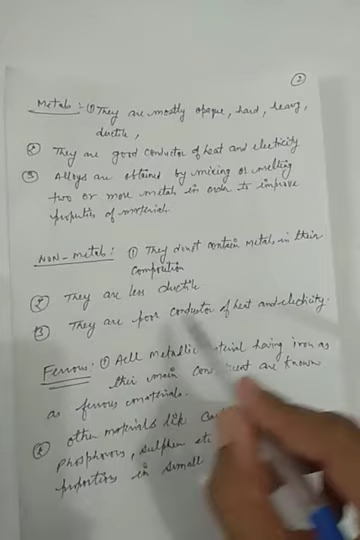 2
Metals :- ① They are mostly opaque, hard, heavy,
ductile,
② They are good conductor of heat and electricity
③ Alloys are obtained by mixing or melting
two or more metals in order to improve
properties of materials.
Non-metals : ① They don't contain metals in their
composition
② They are less ductile
③ They are poor conductor of heat and electricity.
Ferrous : ① All metallic material having iron as
their main constituent are known
as ferrous materials.
② Other materials like
phosphorous, sulphur etc
proportions in small